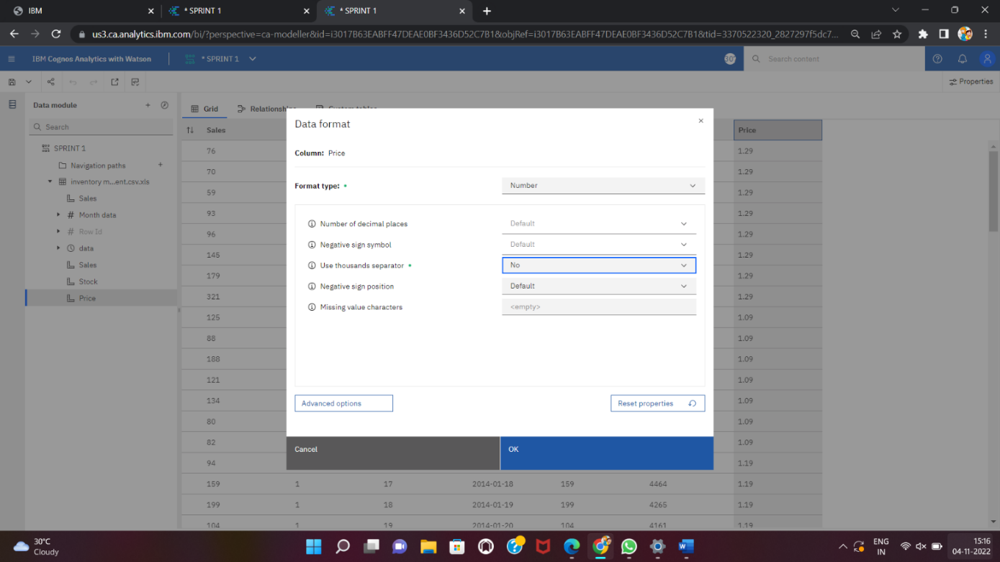 IBM
* SPRINT 1
* SPRINT 1
us3.ca.analytics.ibm.com/bi/?perspective=ca-modeller&id=i3017B63EABFF47DEAE0BF3436D52C7B1&objRef=i3017B63EABFF47DEAE0BF3436D52C7B1&tid=3370522320_2827297f5dc7...
IBM Cognos Analytics with Watson
* SPRINT 1
Search content
Properties
Data module
Search
SPRINT 1
Navigation paths
inventory m...ent.csv.xls
Sales
Month data
Row Id
data
Sales
Stock
Price
Grid
Sales Price
76 1.29
70 1.29
59 1.29
93 1.29
96 1.29
145 1.29
179 1.29
321 1.29
125 1.09
88 1.09
188 1.09
121 1.09
134 1.09
80 1.09
82 1.09
94 1.19
159 1 17 2014-01-18 159 4464 1.19
199 1 18 2014-01-19 199 4265 1.19
104 1 19 2014-01-20 104 4161 1.19
Data format
Column: Price
Format type: Number
Number of decimal places Default
Negative sign symbol Default
Use thousands separator No
Negative sign position Default
Missing value characters <empty>
Advanced options
Reset properties
Cancel
OK
30°C
Cloudy
ENG
IN
15:16
04-11-2022